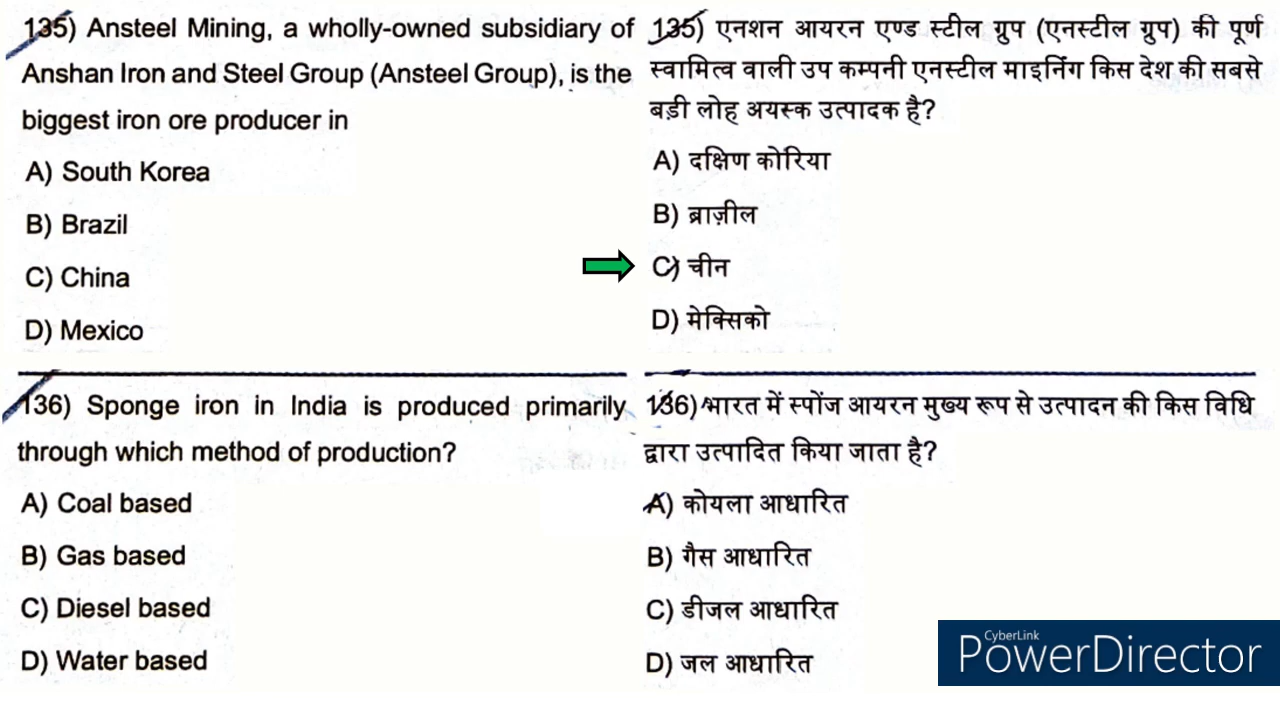 135) Ansteel Mining, a wholly-owned subsidiary of
Anshan Iron and Steel Group (Ansteel Group), is the
biggest iron ore producer in
A) South Korea
B) Brazil
C) China
D) Mexico
135) एनशन आयरन एण्ड स्टील ग्रुप (एनस्टील ग्रुप) की पूर्ण
स्वामित्व वाली उप कम्पनी एनस्टील माइनिंग किस देश की सबसे
बड़ी लोह अयस्क उत्पादक है?
A) दक्षिण कोरिया
B) ब्राज़ील
C) चीन
D) मेक्सिको
136) Sponge iron in India is produced primarily
through which method of production?
A) Coal based
B) Gas based
C) Diesel based
D) Water based
136) भारत में स्पोंज आयरन मुख्य रूप से उत्पादन की किस विधि
द्वारा उत्पादित किया जाता है?
A) कोयला आधारित
B) गैस आधारित
C) डीजल आधारित
D) जल आधारित
CyberLink
PowerDirector